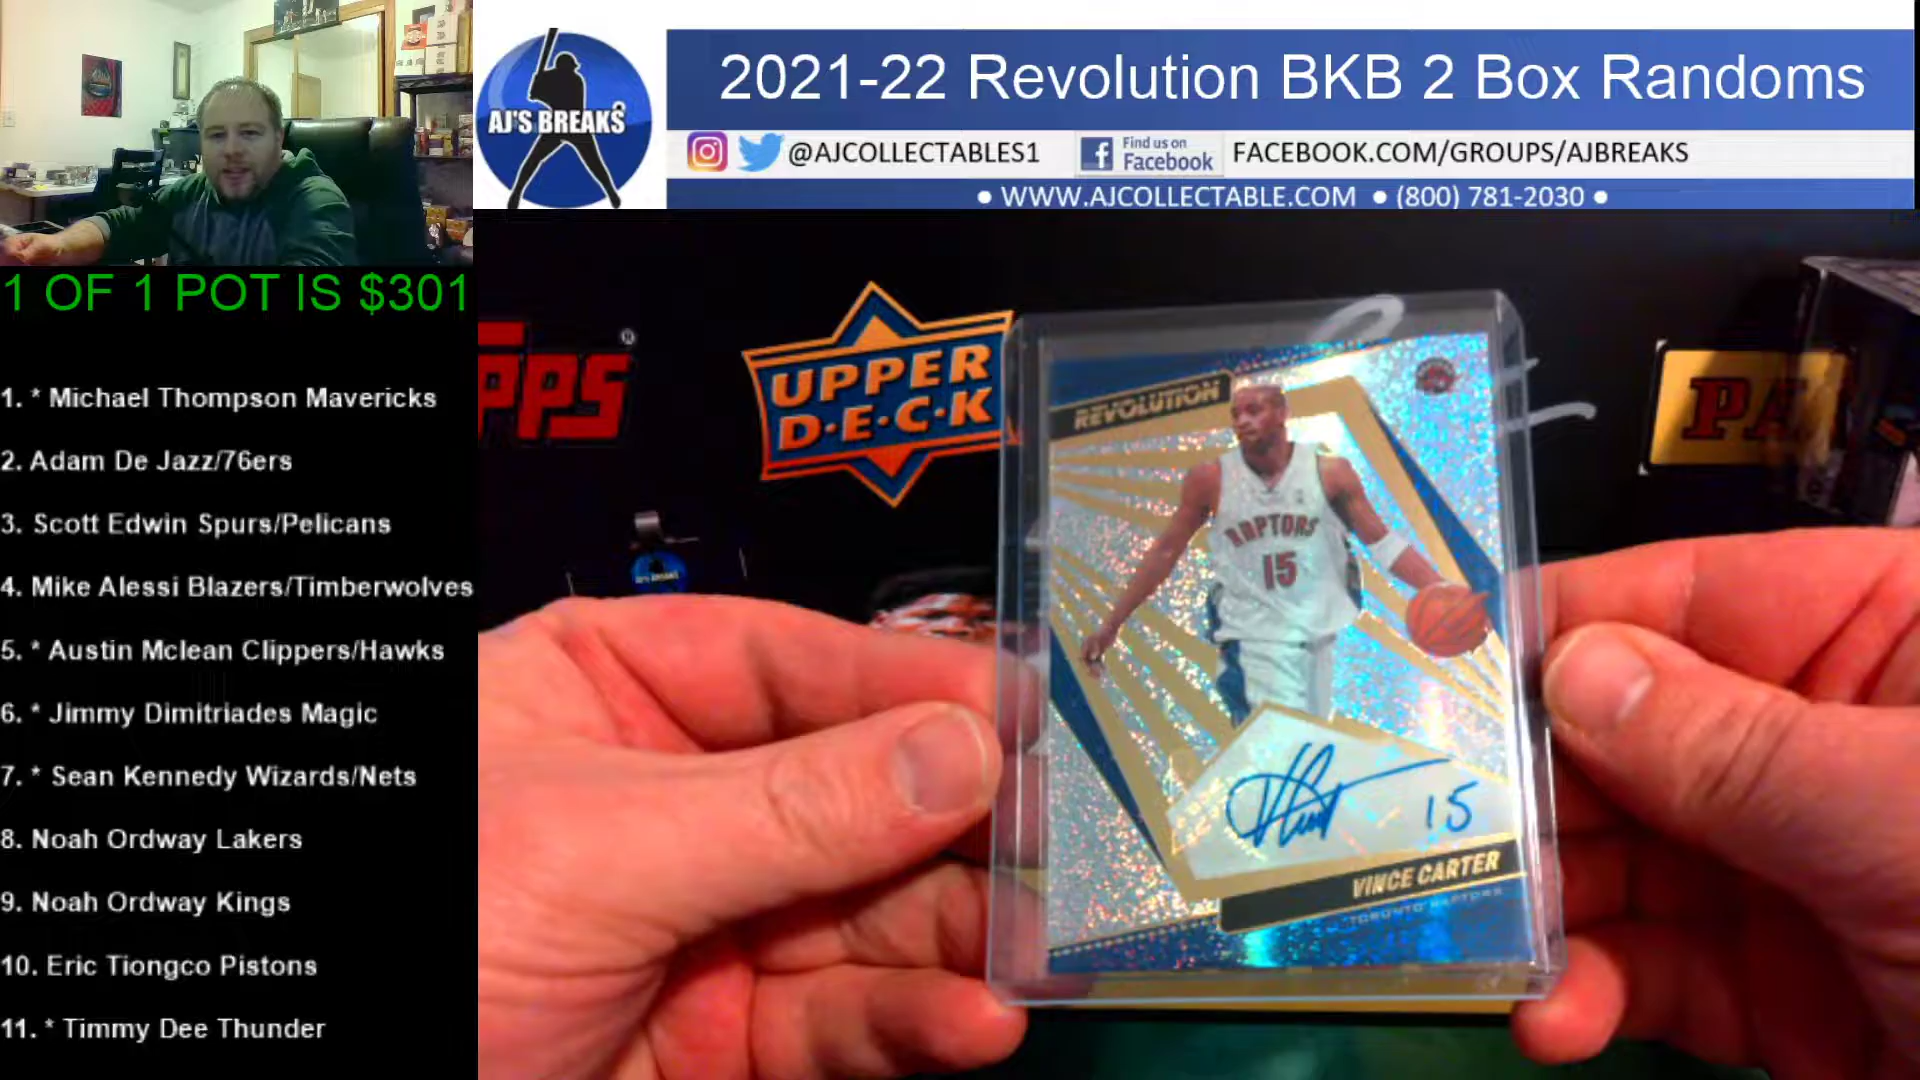 2021-22 Revolution BKB 2 Box Randoms
AJ'S BREAKS
@AJCOLLECTABLES1
Find us on
Facebook
FACEBOOK.COM/GROUPS/AJBREAKS
• WWW.AJCOLLECTABLE.COM • (800) 781-2030 •
1 OF 1 POT IS $301
1. * Michael Thompson Mavericks
2. Adam De Jazz/76ers
3. Scott Edwin Spurs/Pelicans
4. Mike Alessi Blazers/Timberwolves
5. * Austin Mclean Clippers/Hawks
6. * Jimmy Dimitriades Magic
7. * Sean Kennedy Wizards/Nets
8. Noah Ordway Lakers
9. Noah Ordway Kings
10. Eric Tiongco Pistons
11. * Timmy Dee Thunder
PPS ®
UPPER
D·E·C·K
PA
REVOLUTION
RAPTORS
15
15
VINCE CARTER
TORONTO RAPTORS
AJ'S BREAKS